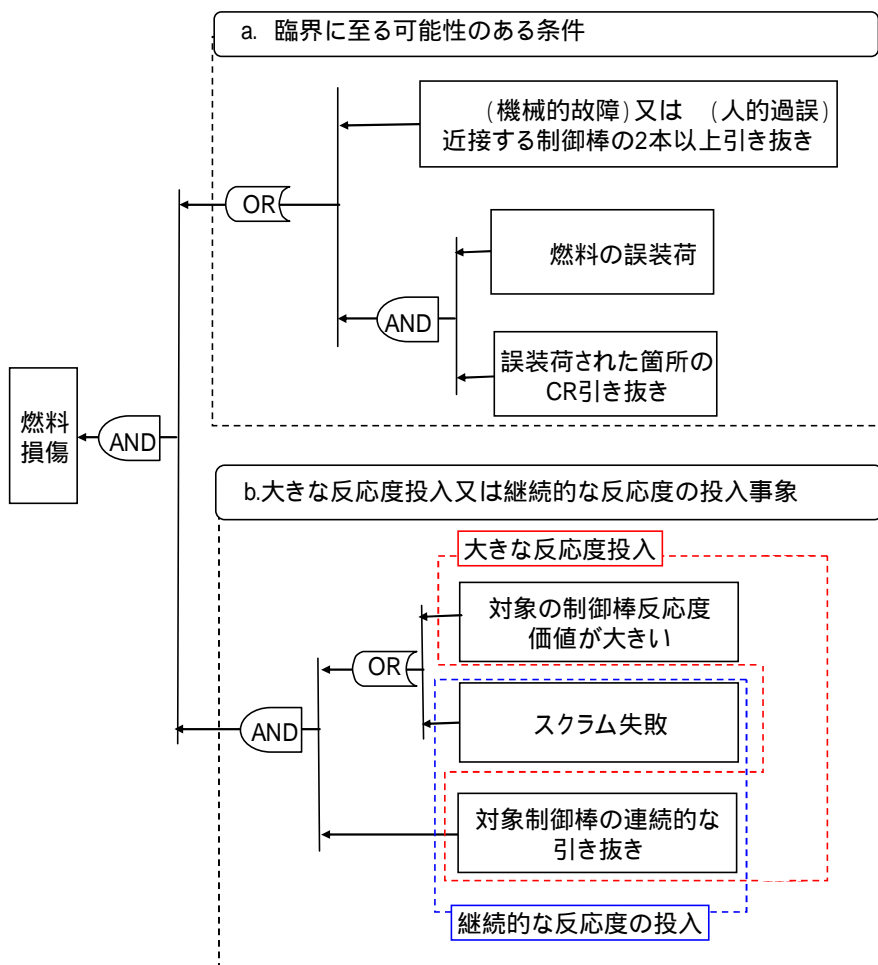 a. 臨界に至る可能性のある条件
(機械的故障)又は (人的過誤)
近接する制御棒の2本以上引き抜き
OR
燃料の誤装荷
AND
誤装荷された箇所の
CR引き抜き
燃料
損傷
AND
b.大きな反応度投入又は継続的な反応度の投入事象
大きな反応度投入
対象の制御棒反応度
価値が大きい
OR
スクラム失敗
AND
対象制御棒の連続的な
引き抜き
継続的な反応度の投入